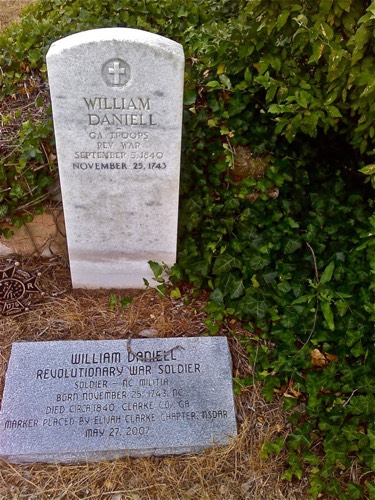 WILLIAM
DANIELL
GA TROOPS
REV WAR
SEPTEMBER 5, 1840
NOVEMBER 25, 1743
WILLIAM DANIELL
REVOLUTIONARY WAR SOLDIER
SOLDIER - NC MILITIA
BORN NOVEMBER 25, 1743, NC
DIED CIRCA 1840, CLARKE CO, GA
MARKER PLACED BY ELIJAH CLARKE CHAPTER, NSDAR
MAY 27, 2007